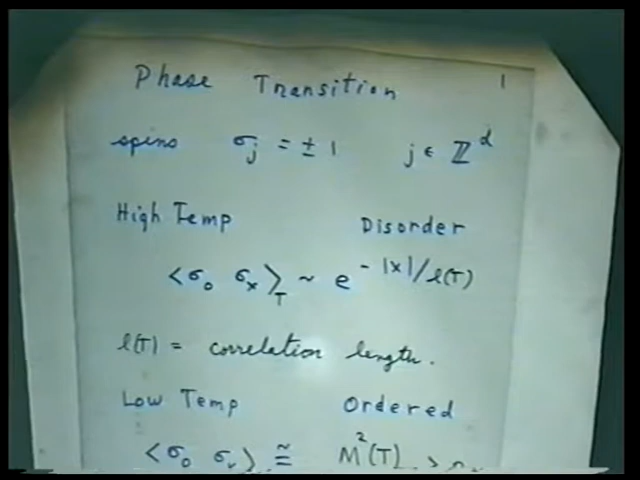 Phase Transition 1
spins σ_j = ± 1 j ∈ ℤ^d
High Temp Disorder
<σ_0 σ_x>_T ~ e^{-|x|/ℓ(T)}
ℓ(T) = correlation length.
Low Temp Ordered
<σ_0 σ_x> ≅ M^2(T) >